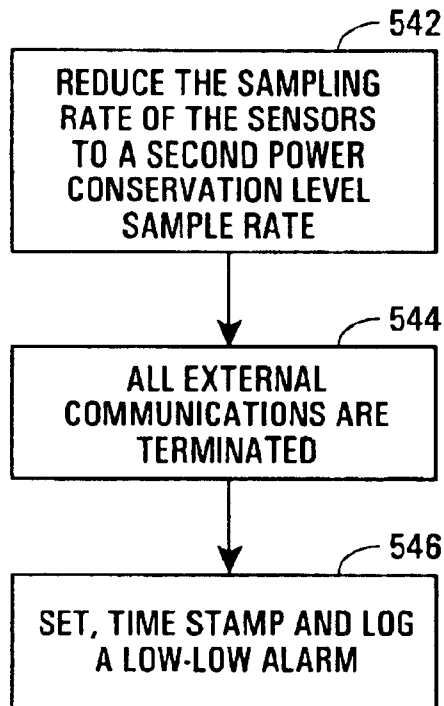 542
REDUCE THE SAMPLING
RATE OF THE SENSORS
TO A SECOND POWER
CONSERVATION LEVEL
SAMPLE RATE
544
ALL EXTERNAL
COMMUNICATIONS ARE
TERMINATED
546
SET, TIME STAMP AND LOG
A LOW-LOW ALARM